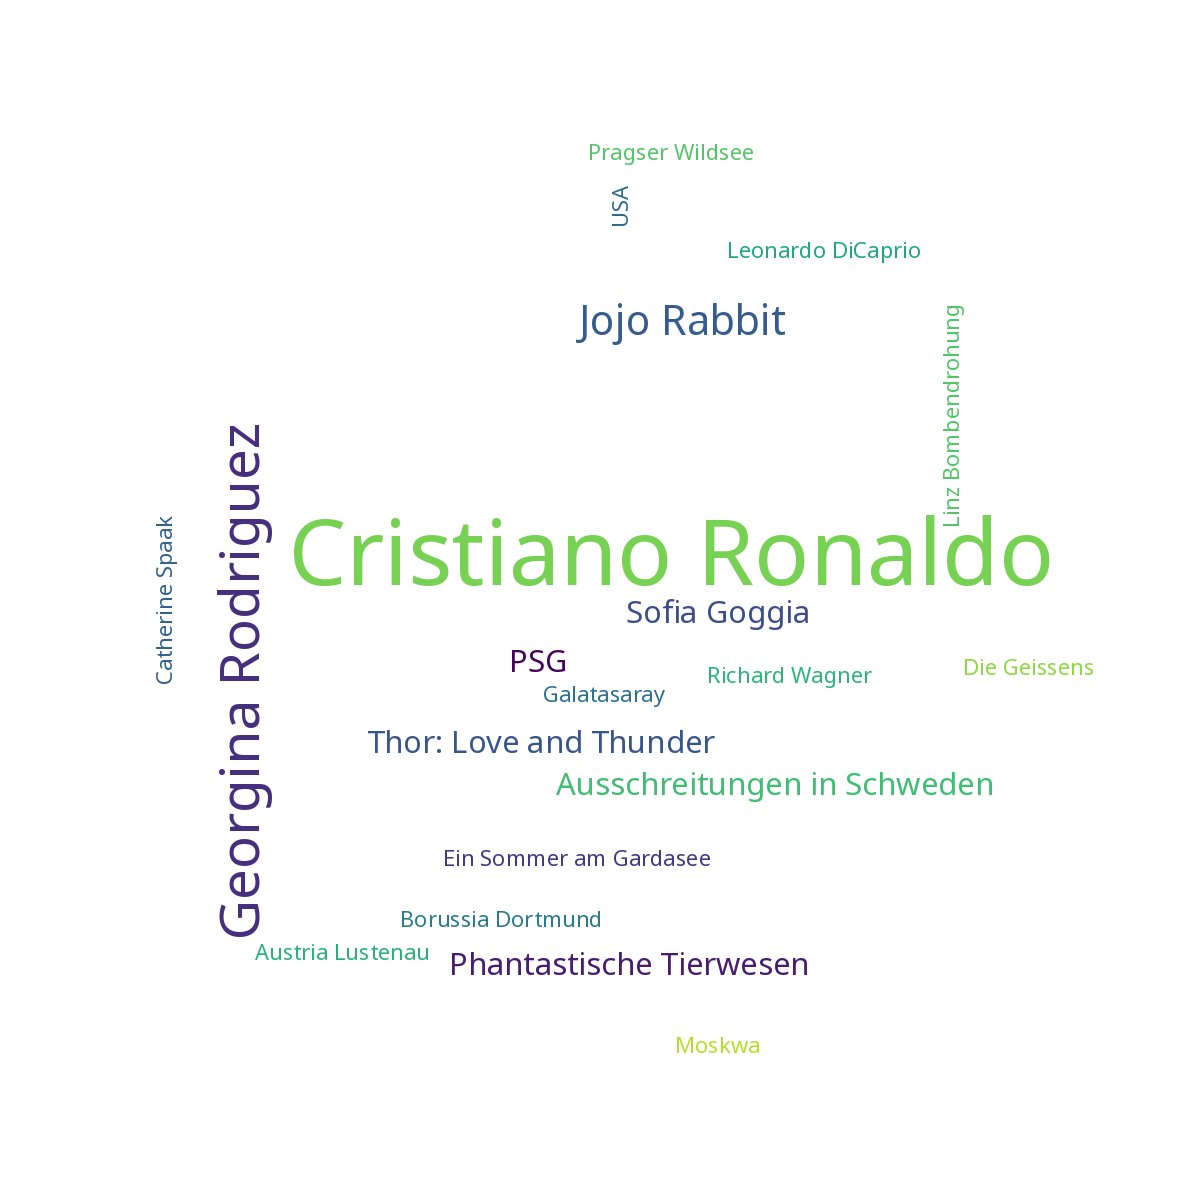 Pragser Wildsee
USA
Leonardo DiCaprio
Jojo Rabbit
Linz Bombendrohung
Georgina Rodriguez
Catherine Spaak
Cristiano Ronaldo
Sofia Goggia
PSG
Richard Wagner
Die Geissens
Galatasaray
Thor: Love and Thunder
Ausschreitungen in Schweden
Ein Sommer am Gardasee
Borussia Dortmund
Austria Lustenau
Phantastische Tierwesen
Moskwa